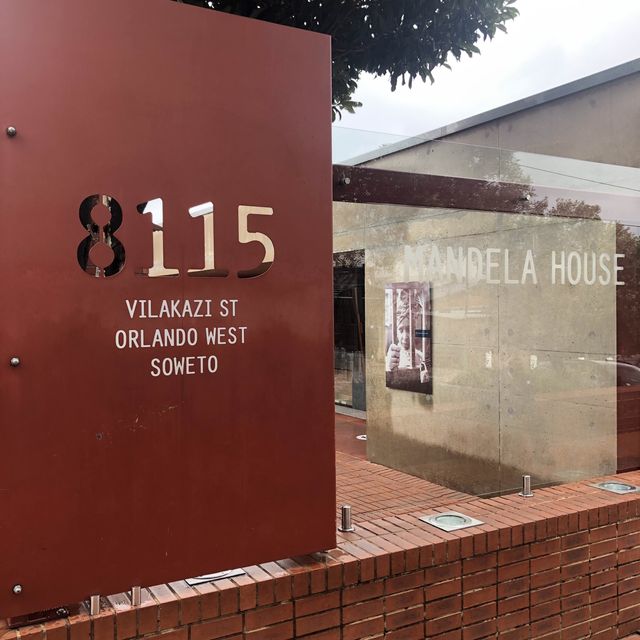 8115
VILAKAZI ST
ORLANDO WEST
SOWETO
MANDELA HOUSE